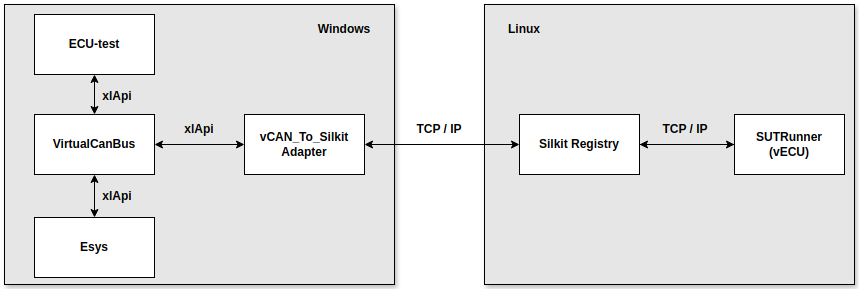 Windows
ECU-test
xlApi
VirtualCanBus
xlApi
vCAN_To_Silkit
Adapter
xlApi
Esys
TCP / IP
Linux
Silkit Registry
TCP / IP
SUTRunner
(vECU)